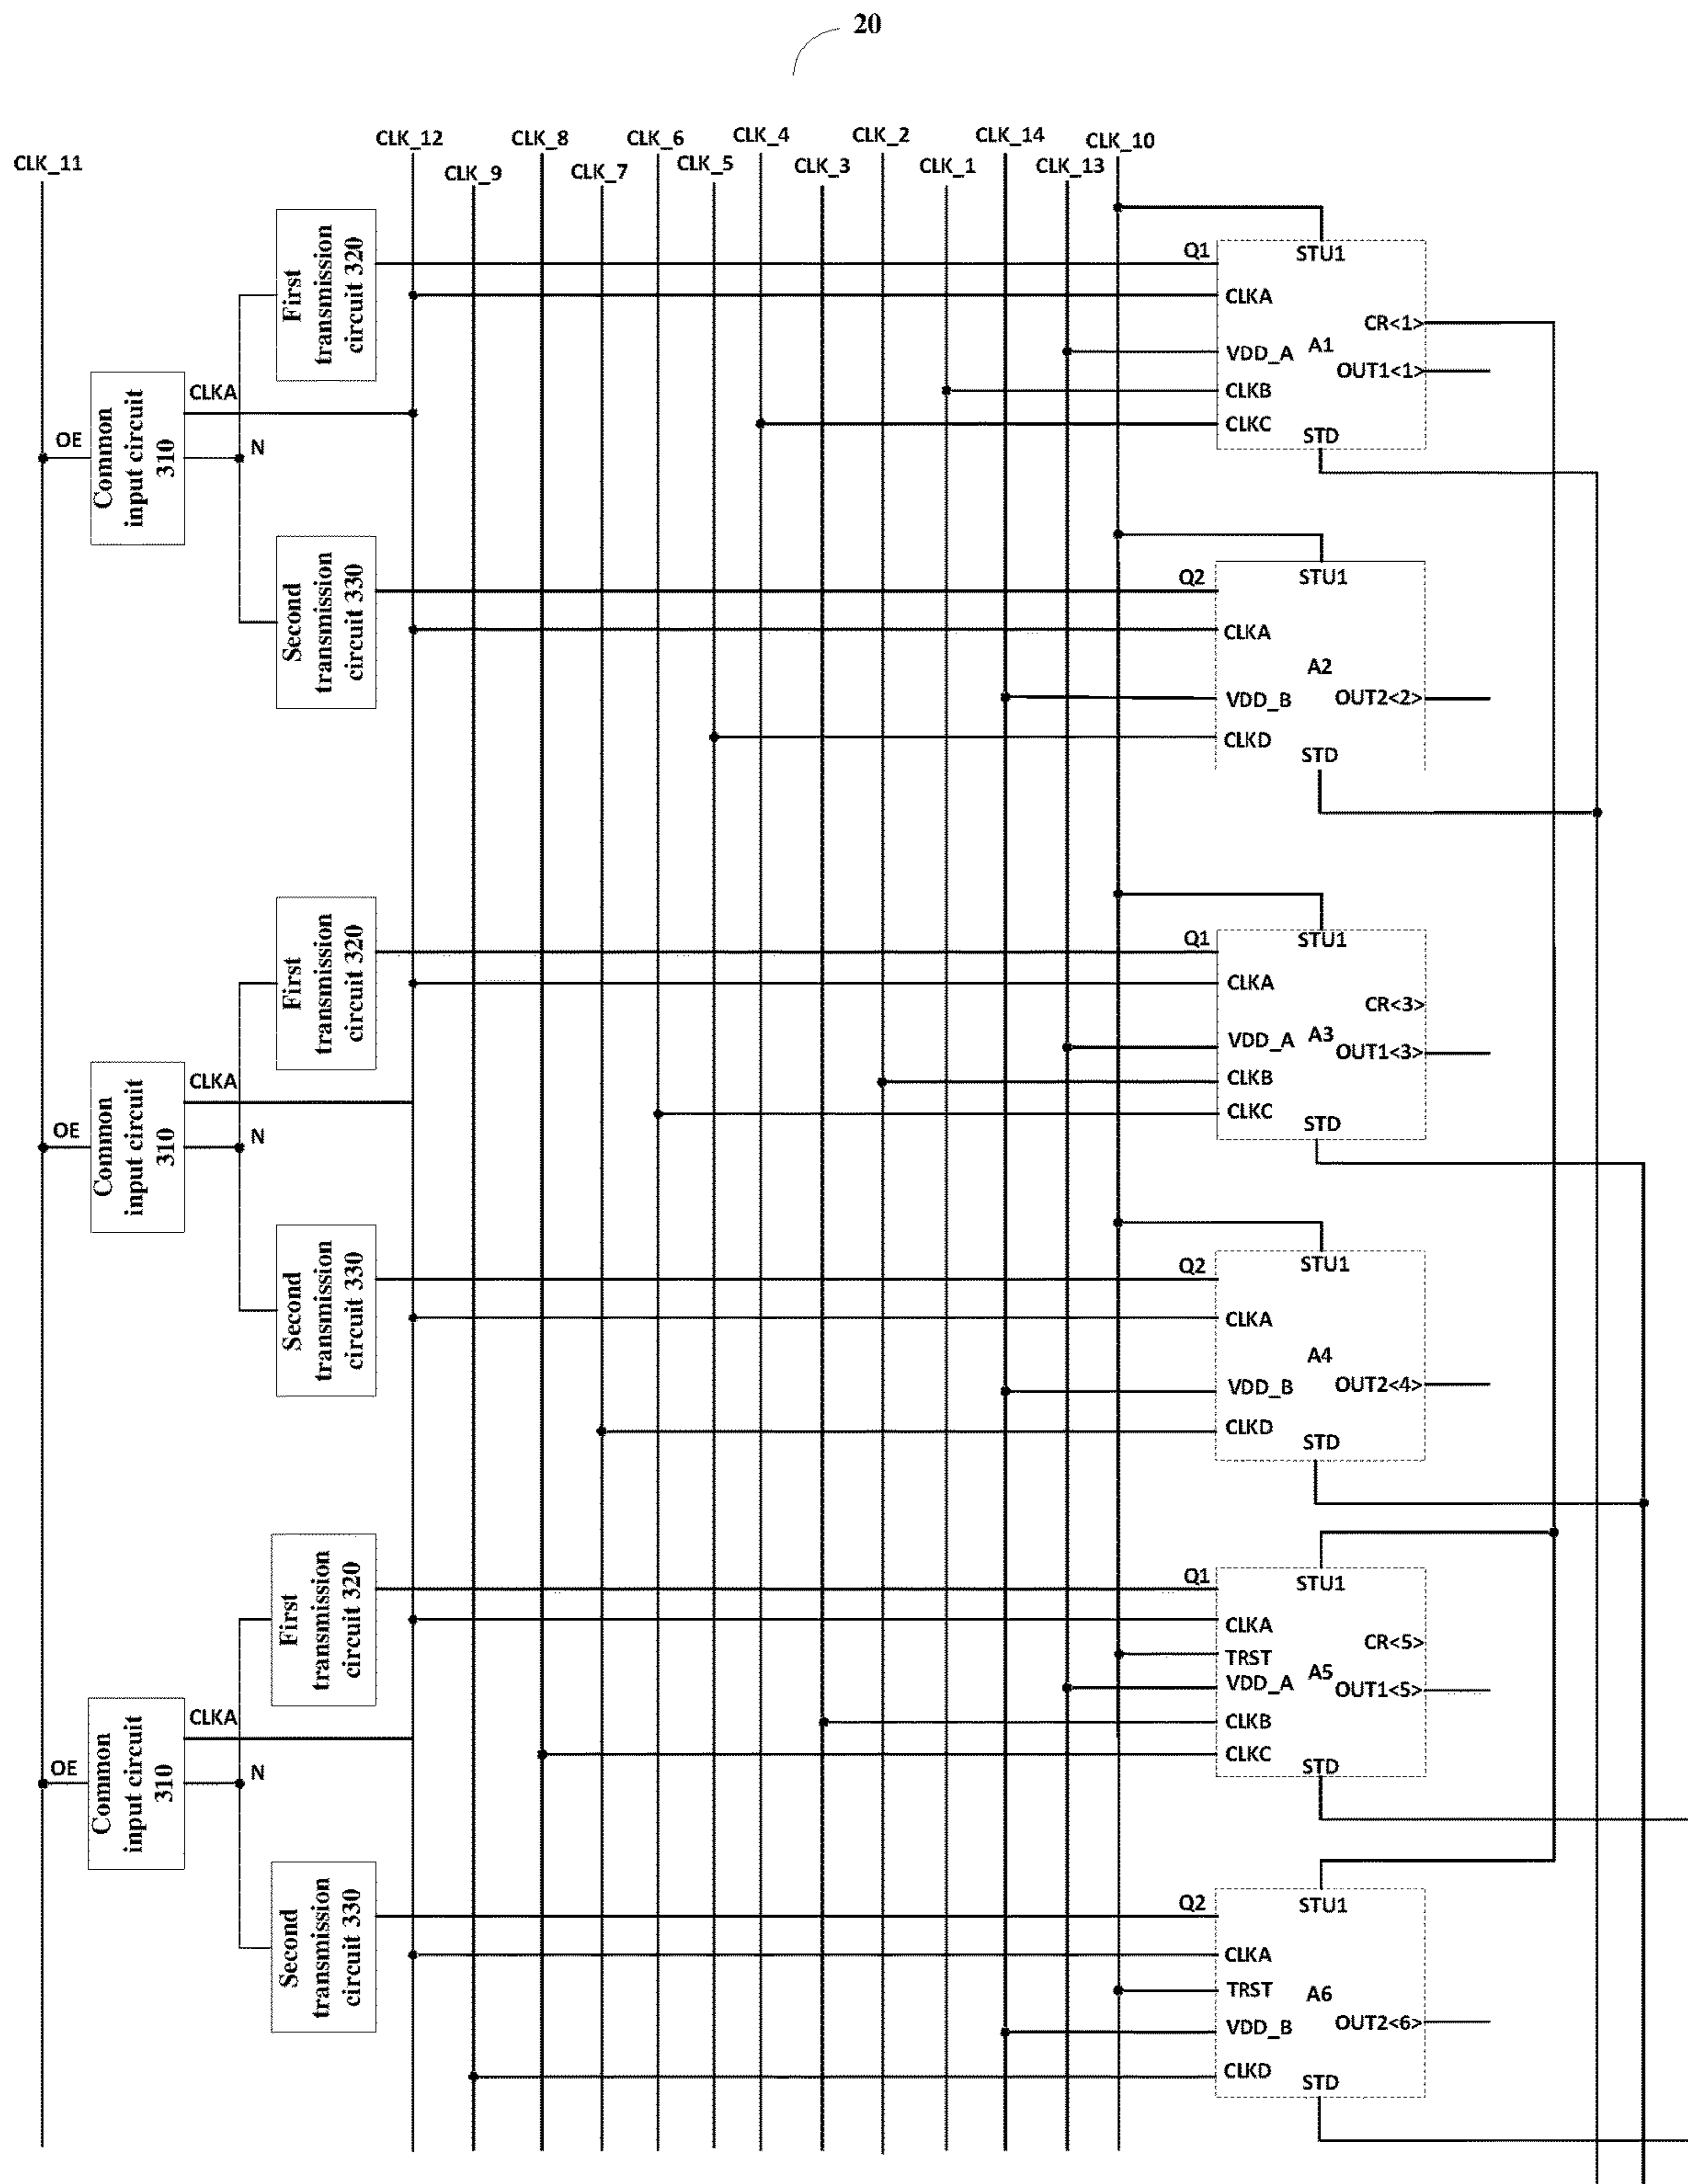 20
CLK_11
CLK_12
CLK_9
CLK_8
CLK_7
CLK_6
CLK_5
CLK_4
CLK_3
CLK_2
CLK_1
CLK_14
CLK_13
CLK_10
First
transmission
circuit 320
Q1
STU1
CLKA
CR<1>
VDD_A
A1
OUT1<1>
CLKB
CLKC
STD
CLKA
OE
Common
input circuit
310
N
Second
transmission
circuit 330
Q2
STU1
CLKA
A2
VDD_B
OUT2<2>
CLKD
STD
First
transmission
circuit 320
Q1
STU1
CLKA
CR<3>
VDD_A
A3
OUT1<3>
CLKB
CLKC
STD
CLKA
OE
Common
input circuit
310
N
Second
transmission
circuit 330
Q2
STU1
CLKA
A4
VDD_B
OUT2<4>
CLKD
STD
First
transmission
circuit 320
Q1
STU1
CLKA
CR<5>
TRST
VDD_A
A5
OUT1<5>
CLKB
CLKC
STD
CLKA
OE
Common
input circuit
310
N
Second
transmission
circuit 330
Q2
STU1
CLKA
TRST
A6
VDD_B
OUT2<6>
CLKD
STD